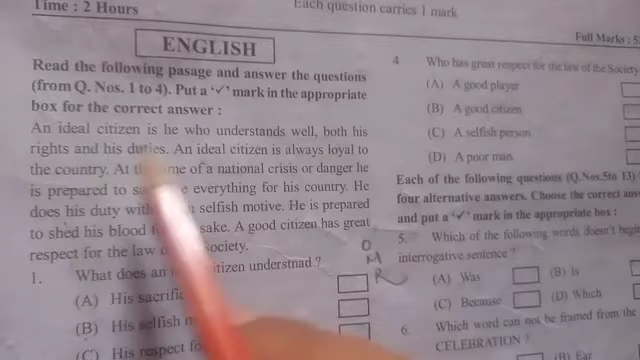 Time : 2 Hours
Each question carries 1 mark
Full Marks : 5
ENGLISH
Read the following pasage and answer the questions
(from Q. Nos. 1 to 4). Put a '✓' mark in the appropriate
box for the correct answer :
An ideal citizen is he who understands well, both his
rights and his duties. An ideal citizen is always loyal to
the country. At of a national crisis or danger he
is prepared to everything for his country. He
does his duty selfish motive. He is prepared
to shed his blood sake. A good citizen has great
respect for the law society.
1. What does an itizen understnad ?
(A) His
(B) His selfish
(C) His respect
4 Who has great respect for the law of the Society
(A) A good player
(B) A good citizen
(C) A selfish person
(D) A poor man
Each of the following questions (Q.Nos.5to 13)
four alternative answers. Choose the correct
and put a '✓' mark in the appropriate box :
5. Which of the following words doesn't
interrogative sentence ?
(A) Was
(B) is
(C) Because
(D) Which
6. Which word can not be framed from the
CELEBRATION ?
(B) Ear
O
M
R